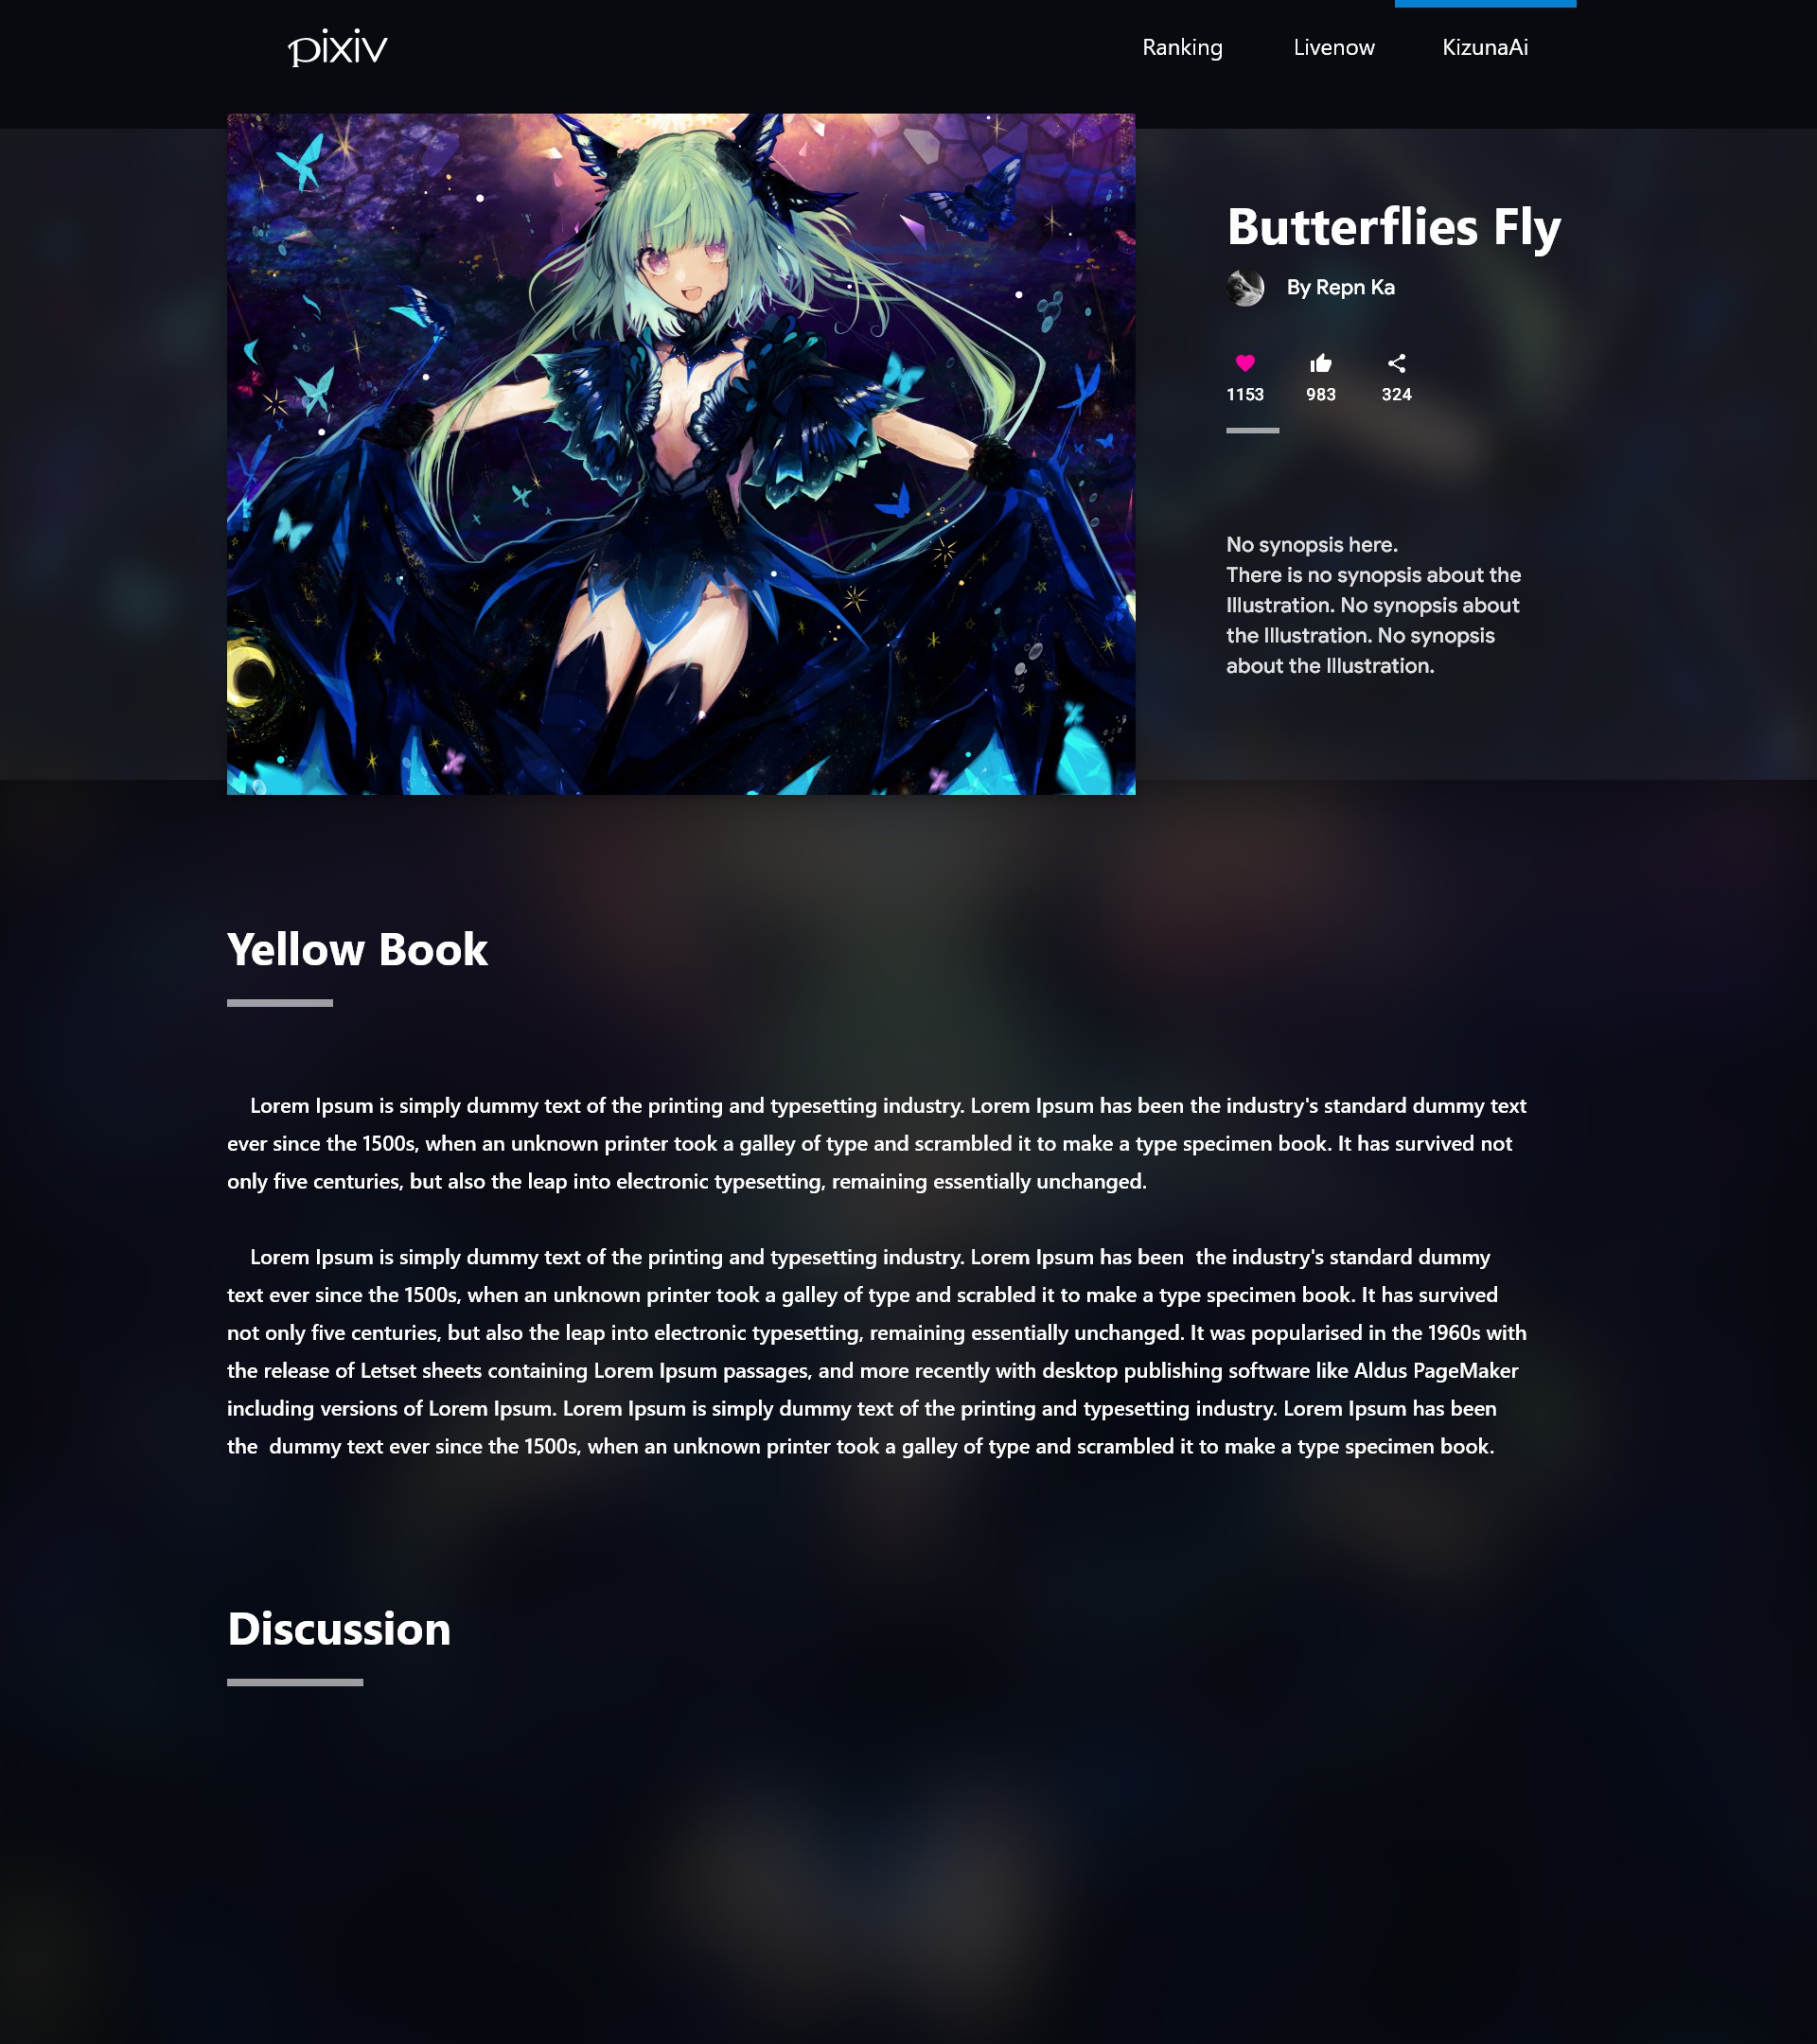 pixiv
Ranking Livenow KizunaAi
Butterflies Fly
By Repn Ka
1153 983 324
No synopsis here.
There is no synopsis about the
Illustration. No synopsis about
the Illustration. No synopsis
about the Illustration.
Yellow Book
Lorem Ipsum is simply dummy text of the printing and typesetting industry. Lorem Ipsum has been the industry's standard dummy text
ever since the 1500s, when an unknown printer took a galley of type and scrambled it to make a type specimen book. It has survived not
only five centuries, but also the leap into electronic typesetting, remaining essentially unchanged.
Lorem Ipsum is simply dummy text of the printing and typesetting industry. Lorem Ipsum has been  the industry's standard dummy
text ever since the 1500s, when an unknown printer took a galley of type and scrabled it to make a type specimen book. It has survived
not only five centuries, but also the leap into electronic typesetting, remaining essentially unchanged. It was popularised in the 1960s with
the release of Letset sheets containing Lorem Ipsum passages, and more recently with desktop publishing software like Aldus PageMaker
including versions of Lorem Ipsum. Lorem Ipsum is simply dummy text of the printing and typesetting industry. Lorem Ipsum has been
the  dummy text ever since the 1500s, when an unknown printer took a galley of type and scrambled it to make a type specimen book.
Discussion